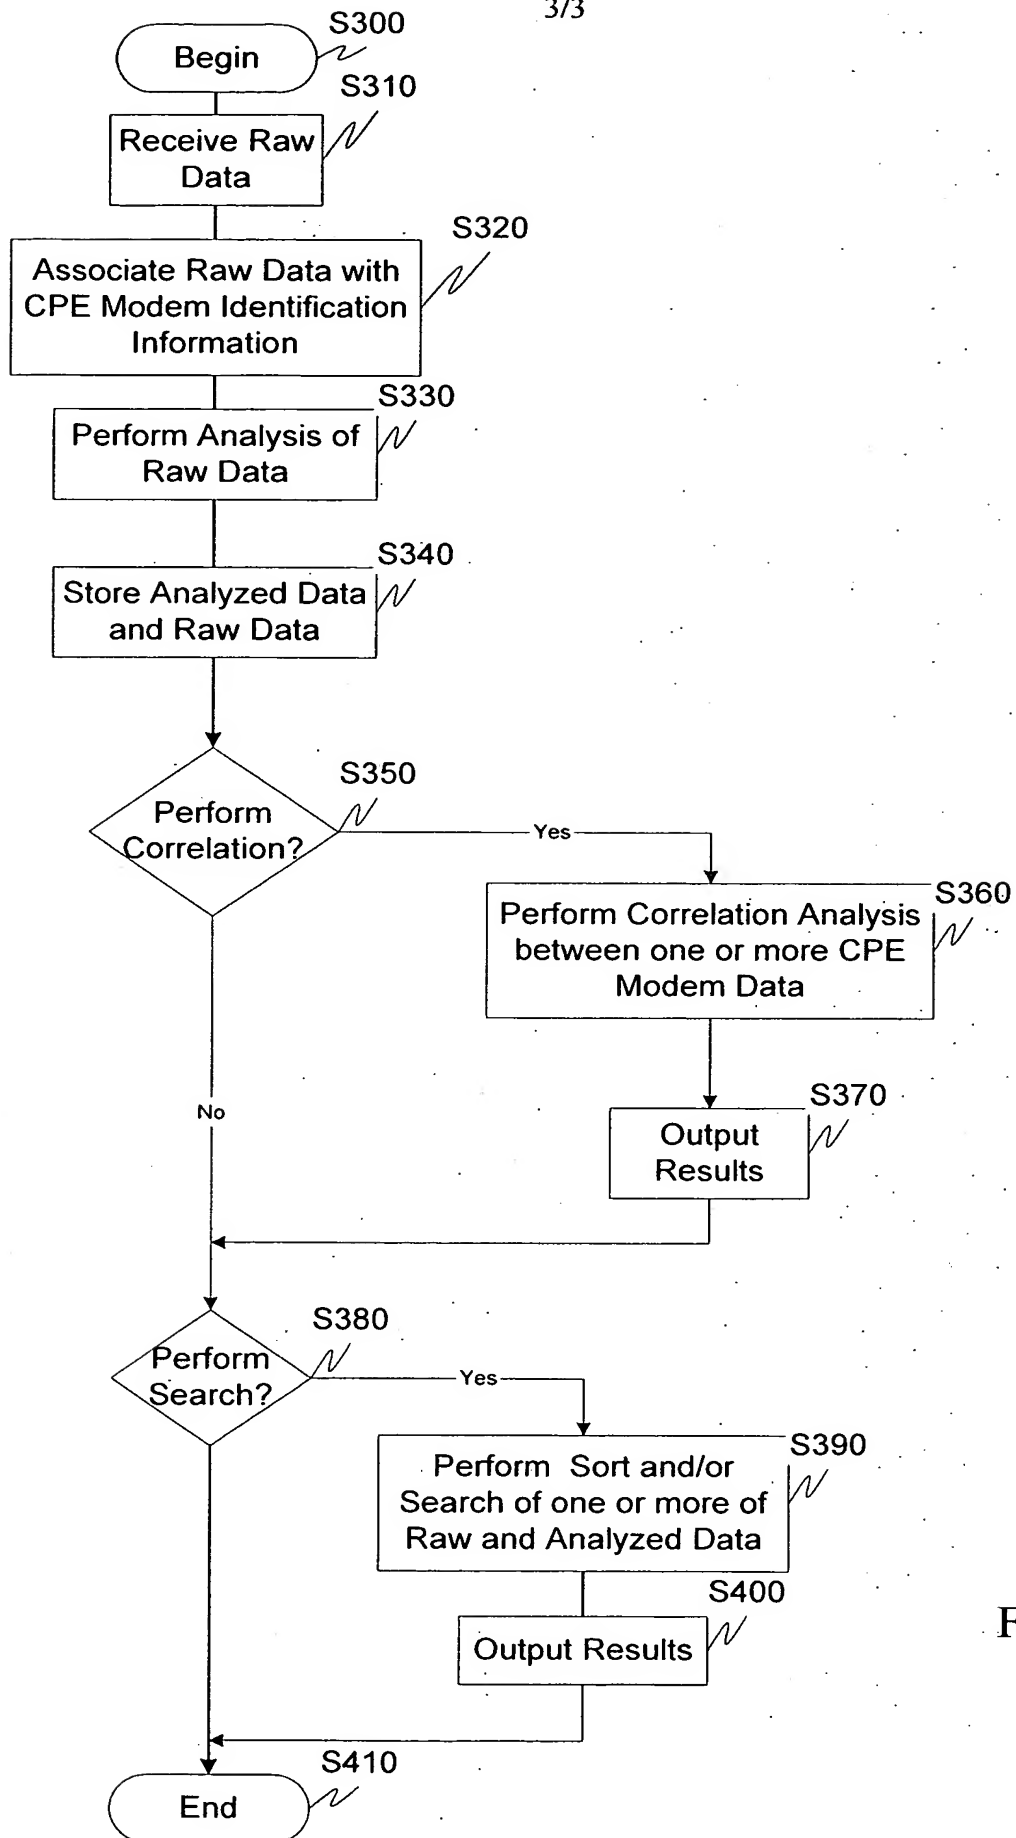 3/3
S300
Begin
S310
Receive Raw
Data
S320
Associate Raw Data with
CPE Modem Identification
Information
S330
Perform Analysis of
Raw Data
S340
Store Analyzed Data
and Raw Data
S350
Perform
Correlation?
Yes
S360
Perform Correlation Analysis
between one or more CPE
Modem Data
No
S370
Output
Results
S380
Perform
Search?
Yes
S390
Perform Sort and/or
Search of one or more of
Raw and Analyzed Data
S400
Output Results
F
S410
End